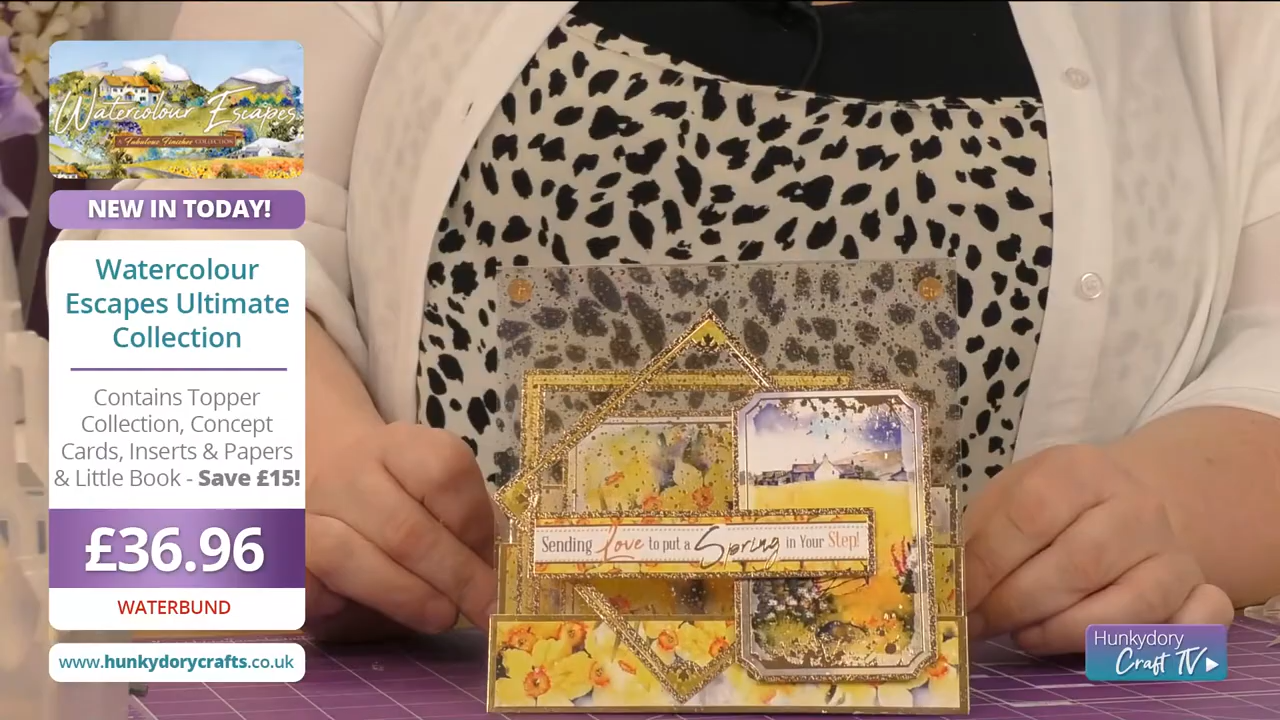 Watercolour Escapes
A Fabulous Finishes COLLECTION
NEW IN TODAY!
Watercolour
Escapes Ultimate
Collection
Contains Topper
Collection, Concept
Cards, Inserts & Papers
& Little Book - Save £15!
£36.96
WATERBUND
www.hunkydorycrafts.co.uk
Sending love to put a Spring in Your Step!
Hunkydory
Craft TV